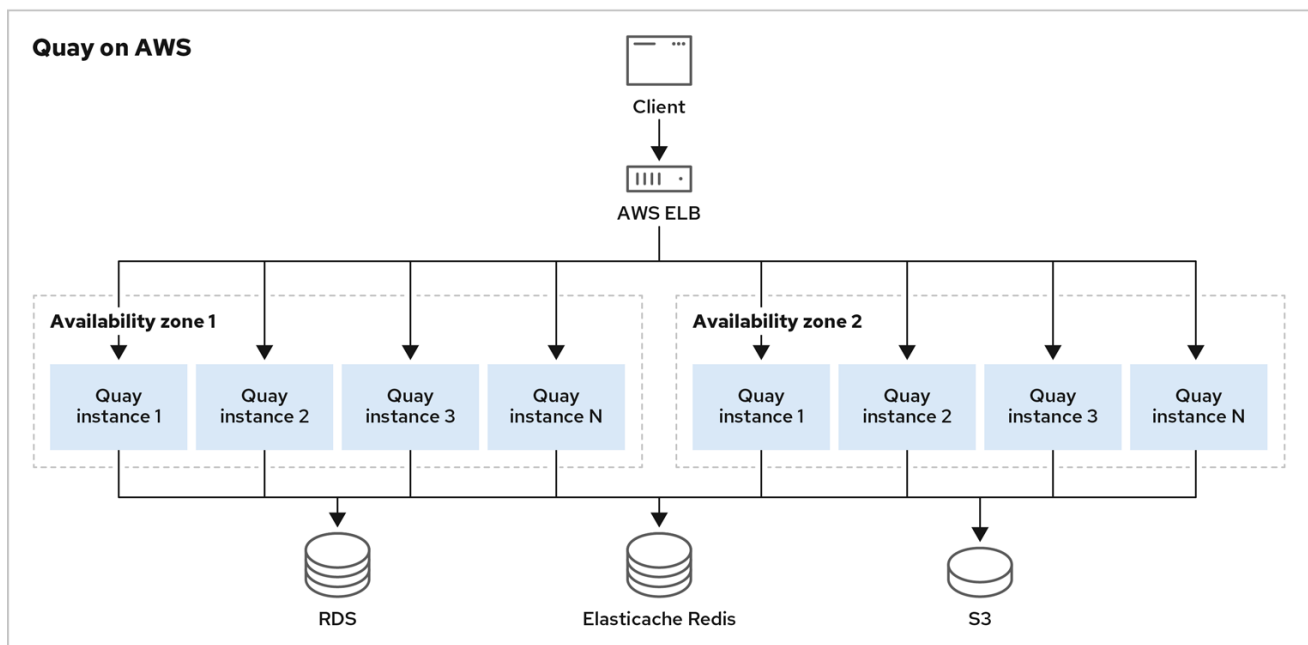 Quay on AWS
Client
AWS ELB
Availability zone 1
Availability zone 2
Quay
instance 1
Quay
instance 2
Quay
instance 3
Quay
instance N
Quay
instance 1
Quay
instance 2
Quay
instance 3
Quay
instance N
RDS
Elasticache Redis
S3